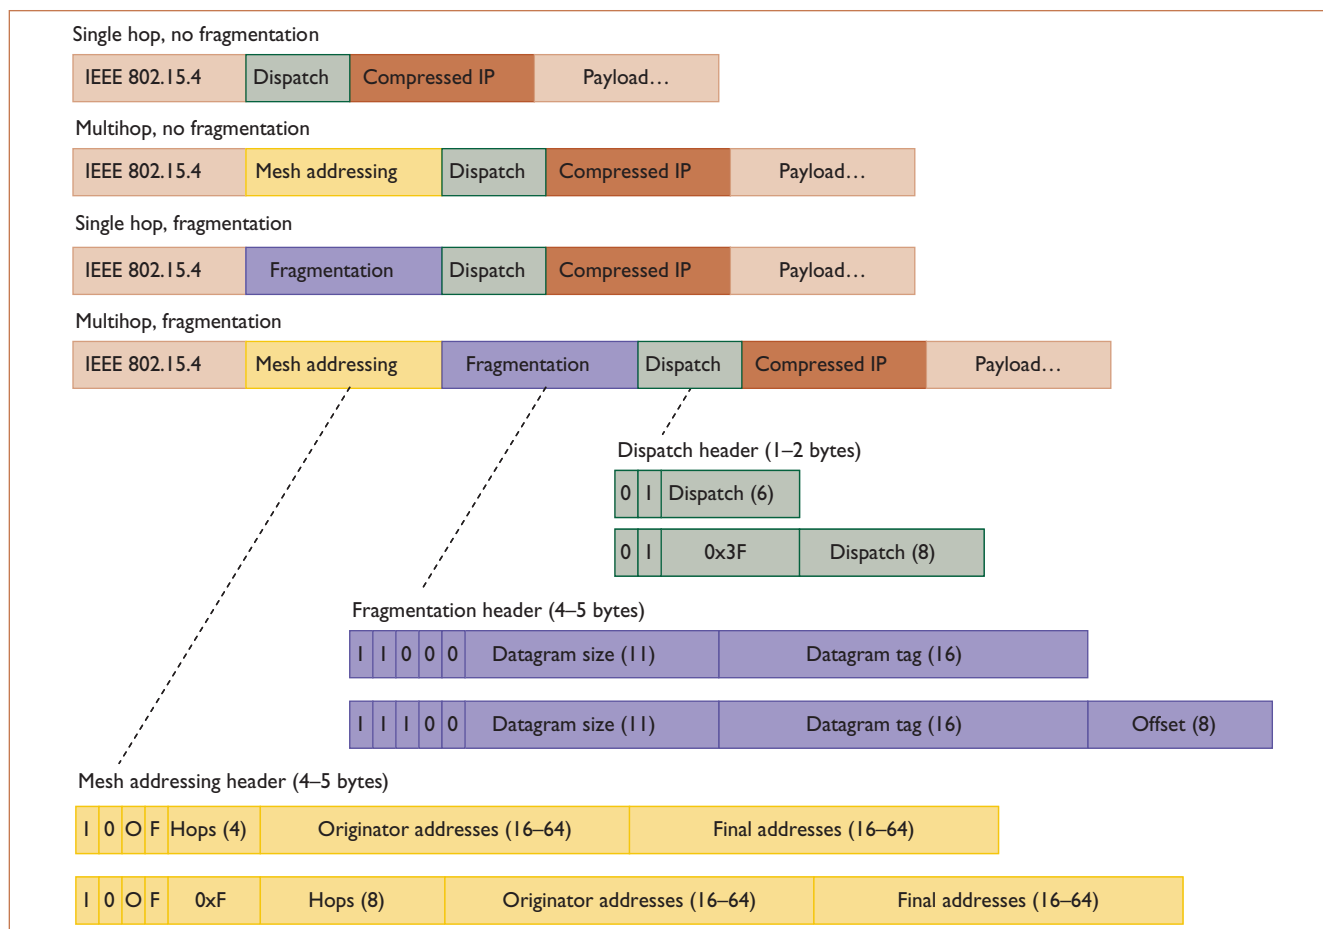 Single hop, no fragmentation
IEEE 802.15.4 Dispatch Compressed IP Payload…
Multihop, no fragmentation
IEEE 802.15.4 Mesh addressing Dispatch Compressed IP Payload…
Single hop, fragmentation
IEEE 802.15.4 Fragmentation Dispatch Compressed IP Payload…
Multihop, fragmentation
IEEE 802.15.4 Mesh addressing Fragmentation Dispatch Compressed IP Payload…
Dispatch header (1–2 bytes)
0 1 Dispatch (6)
0 1 0x3F Dispatch (8)
Fragmentation header (4–5 bytes)
1 1 0 0 0 Datagram size (11) Datagram tag (16)
1 1 1 0 0 Datagram size (11) Datagram tag (16) Offset (8)
Mesh addressing header (4–5 bytes)
1 0 O F Hops (4) Originator addresses (16–64) Final addresses (16–64)
1 0 O F 0xF Hops (8) Originator addresses (16–64) Final addresses (16–64)